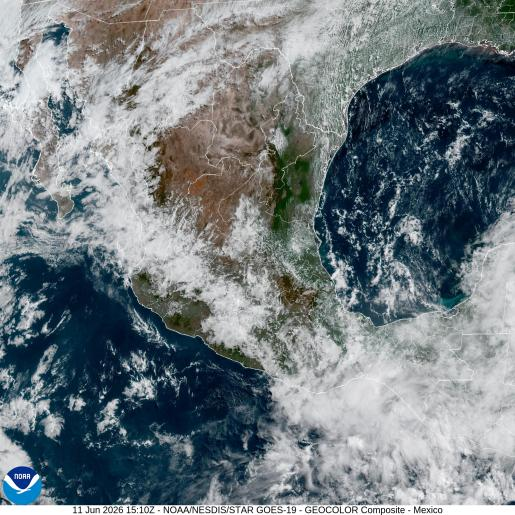 NOAA
11 Jun 2026 15:10Z - NOAA/NESDIS/STAR GOES-19 - GEOCOLOR Composite - Mexico